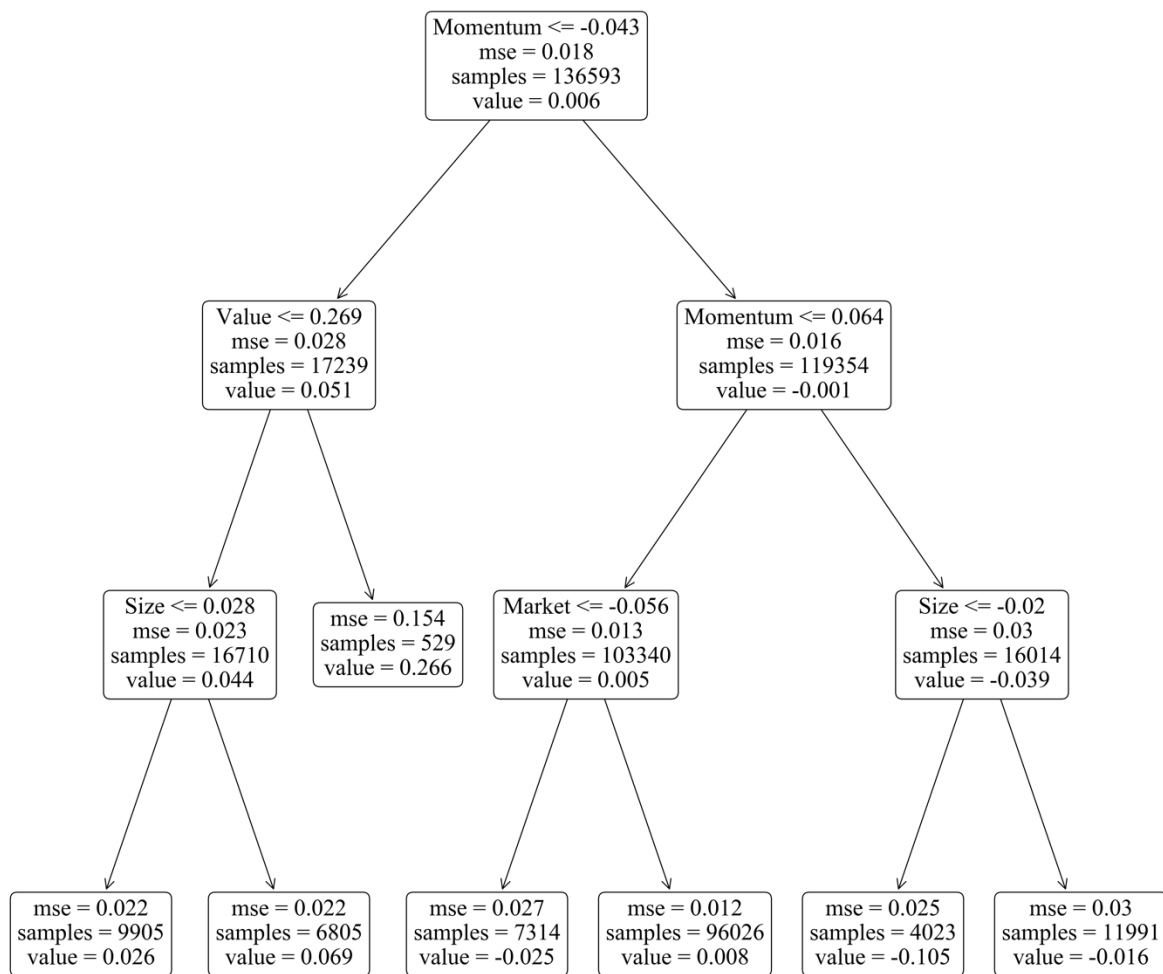 Momentum <= -0.043
mse = 0.018
samples = 136593
value = 0.006
Value <= 0.269
mse = 0.028
samples = 17239
value = 0.051
Momentum <= 0.064
mse = 0.016
samples = 119354
value = -0.001
Size <= 0.028
mse = 0.023
samples = 16710
value = 0.044
mse = 0.154
samples = 529
value = 0.266
Market <= -0.056
mse = 0.013
samples = 103340
value = 0.005
Size <= -0.02
mse = 0.03
samples = 16014
value = -0.039
mse = 0.022
samples = 9905
value = 0.026
mse = 0.022
samples = 6805
value = 0.069
mse = 0.027
samples = 7314
value = -0.025
mse = 0.012
samples = 96026
value = 0.008
mse = 0.025
samples = 4023
value = -0.105
mse = 0.03
samples = 11991
value = -0.016